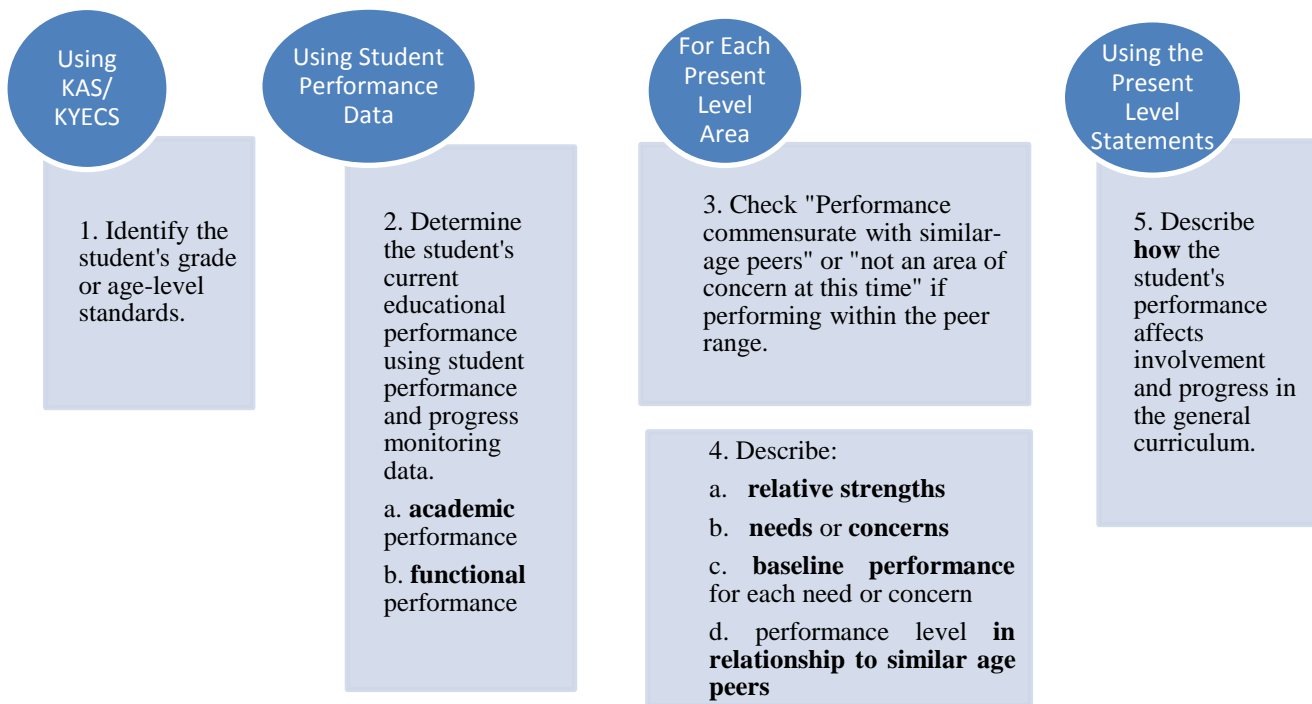 Using
KAS/
KYECS
1. Identify the
student's grade
or age-level
standards.
Using Student
Performance
Data
2. Determine
the student's
current
educational
performance
using student
performance
and progress
monitoring
data.
a. academic
performance
b. functional
performance
For Each
Present
Level
Area
3. Check "Performance
commensurate with similar-
age peers" or "not an area of
concern at this time" if
performing within the peer
range.
4. Describe:
a. relative strengths
b. needs or concerns
c. baseline performance
for each need or concern
d. performance level in
relationship to similar age
peers
Using the
Present
Level
Statements
5. Describe
how the
student's
performance
affects
involvement
and progress in
the general
curriculum.